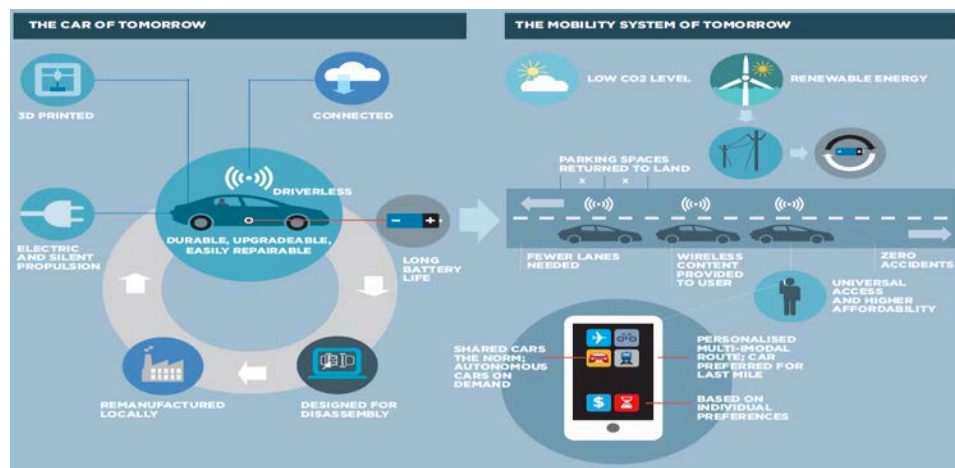 THE CAR OF TOMORROW
3D PRINTED
CONNECTED
DRIVERLESS
DURABLE, UPGRADEABLE,
EASILY REPAIRABLE
ELECTRIC
AND SILENT
PROPULSION
LONG
BATTERY
LIFE
REMANUFACTURED
LOCALLY
DESIGNED FOR
DISASSEMBLY
THE MOBILITY SYSTEM OF TOMORROW
LOW CO2 LEVEL
RENEWABLE ENERGY
PARKING SPACES
RETURNED TO LAND
FEWER LANES
NEEDED
WIRELESS
CONTENT
PROVIDED
TO USER
ZERO
ACCIDENTS
UNIVERSAL
ACCESS
AND HIGHER
AFFORDABILITY
SHARED CARS
THE NORM;
AUTONOMOUS
CARS ON
DEMAND
PERSONALISED
MULTI-IMODAL
ROUTE; CAR
PREFERRED FOR
LAST MILE
$
BASED ON
INDIVIDUAL
PREFERENCES